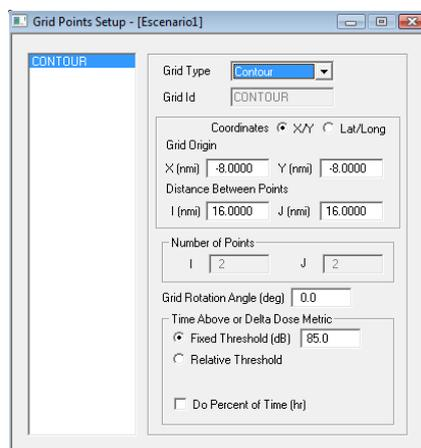 Grid Points Setup - [Escenario1]
CONTOUR
Grid Type Contour
Grid Id CONTOUR
Coordinates X/Y Lat/Long
Grid Origin
X (nmi) -8.0000 Y (nmi) -8.0000
Distance Between Points
I (nmi) 16.0000 J (nmi) 16.0000
Number of Points
I 2 J 2
Grid Rotation Angle (deg) 0.0
Time Above or Delta Dose Metric
Fixed Threshold (dB) 85.0
Relative Threshold
Do Percent of Time (hr)